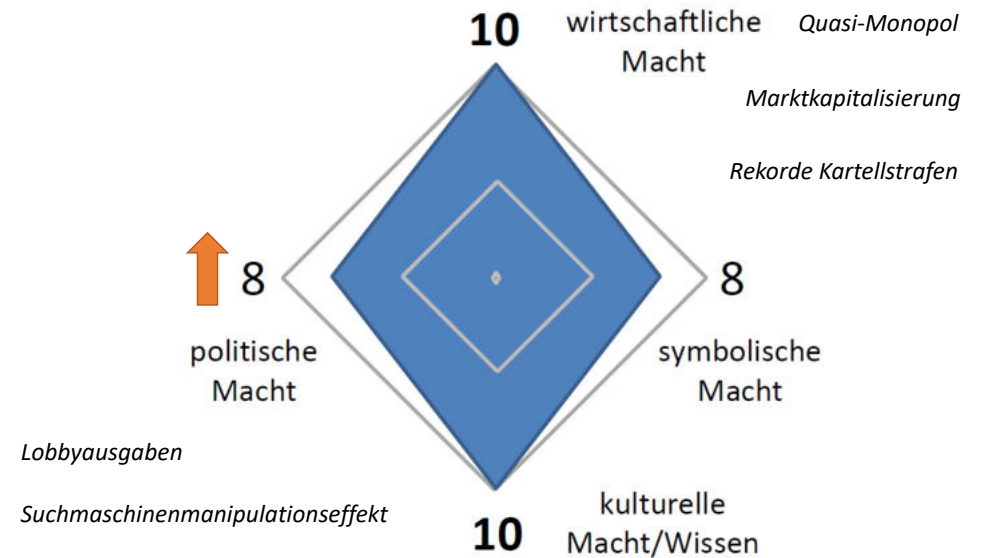 10
wirtschaftliche
Macht
Quasi-Monopol
Marktkapitalisierung
Rekorde Kartellstrafen
8
politische
Macht
8
symbolische
Macht
Lobbyausgaben
Suchmaschinenmanipulationseffekt
10
kulturelle
Macht/Wissen